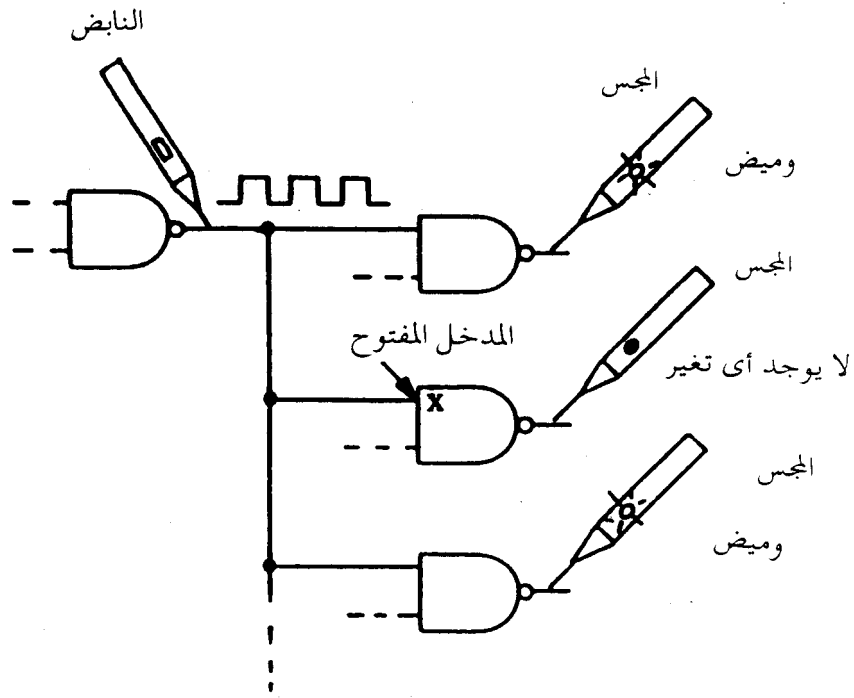 النابض
المجس
وميض
المجس
المدخل المفتوح
لا يوجد أى تغير
X
المجس
وميض